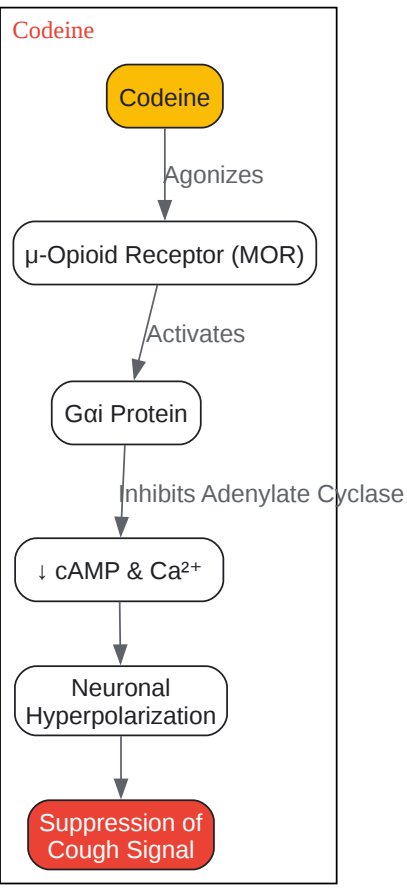 Codeine
Codeine
Agonizes
μ-Opioid Receptor (MOR)
Activates
Gαi Protein
Inhibits Adenylate Cyclase
↓ cAMP & Ca²⁺
Neuronal
Hyperpolarization
Suppression of
Cough Signal